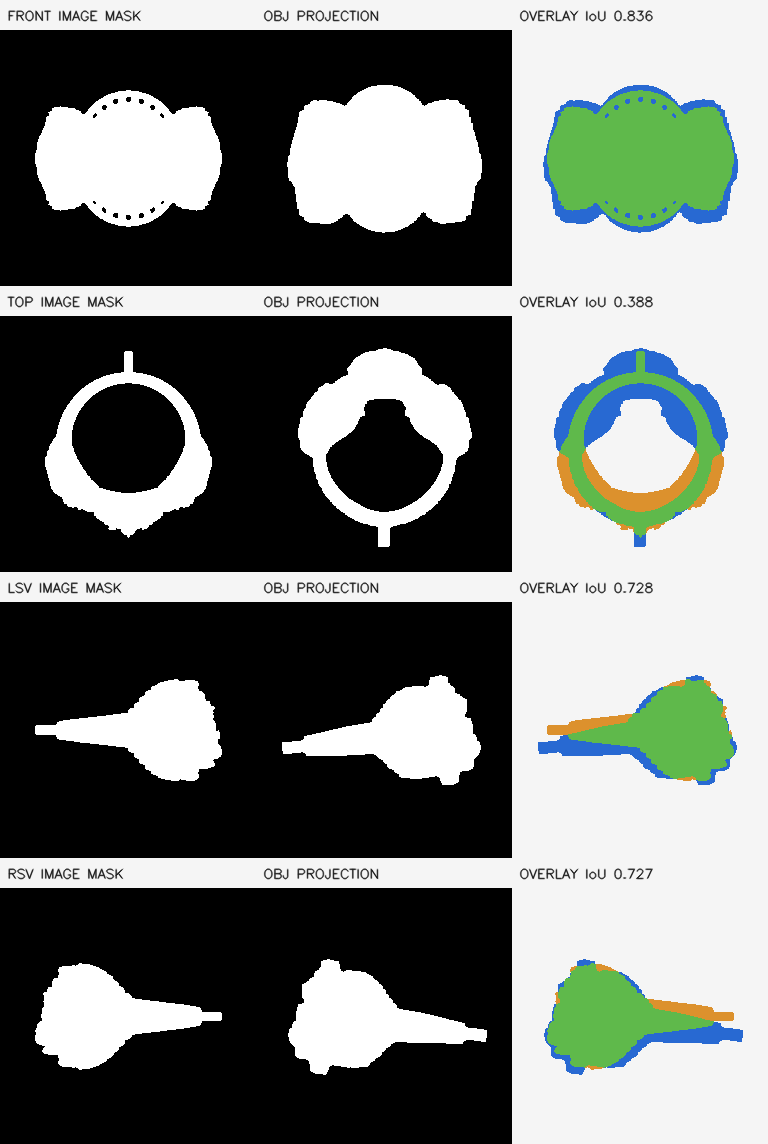 FRONT IMAGE MASK OBJ PROJECTION OVERLAY IoU 0.836
TOP IMAGE MASK OBJ PROJECTION OVERLAY IoU 0.388
LSV IMAGE MASK OBJ PROJECTION OVERLAY IoU 0.728
RSV IMAGE MASK OBJ PROJECTION OVERLAY IoU 0.727